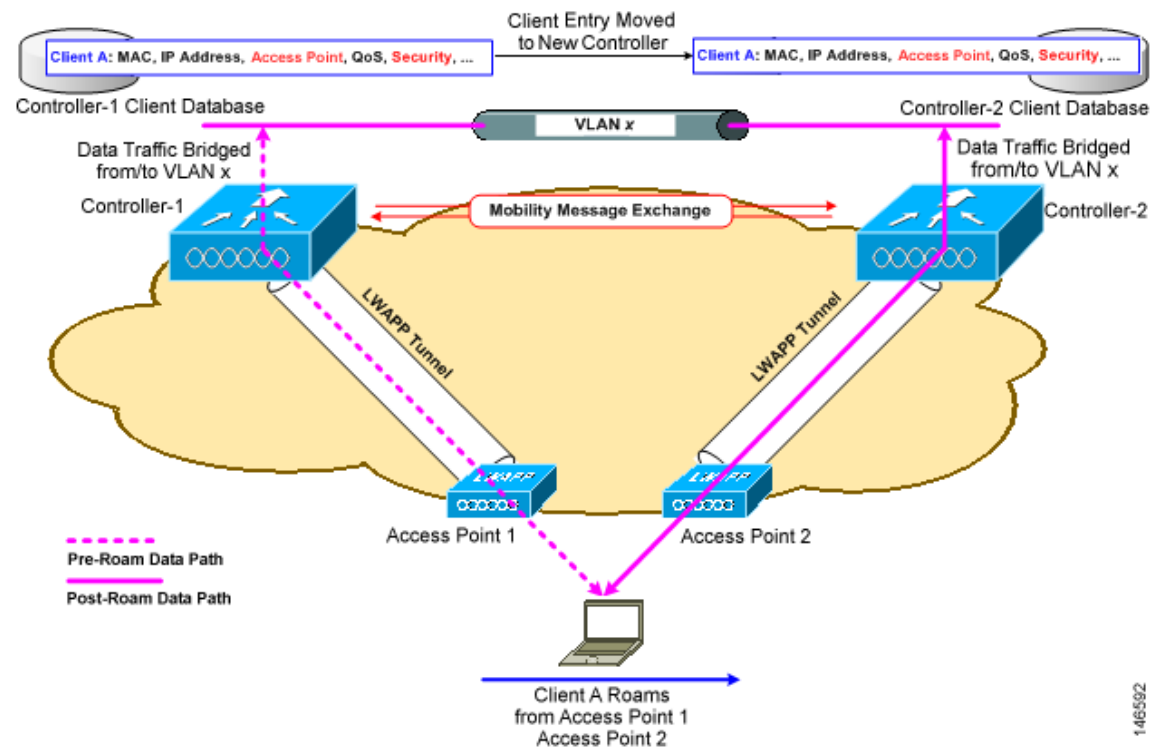 Client Entry Moved
to New Controller
Client A: MAC, IP Address, Access Point, QoS, Security, ...
Client A: MAC, IP Address, Access Point, QoS, Security, ...
Controller-1 Client Database
Controller-2 Client Database
VLAN x
Data Traffic Bridged
from/to VLAN x
Data Traffic Bridged
from/to VLAN x
Controller-1
Mobility Message Exchange
Controller-2
LWAPP Tunnel
LWAPP Tunnel
LWAPP
LWAPP
Access Point 1
Access Point 2
Pre-Roam Data Path
Post-Roam Data Path
Client A Roams
from Access Point 1
Access Point 2
146592